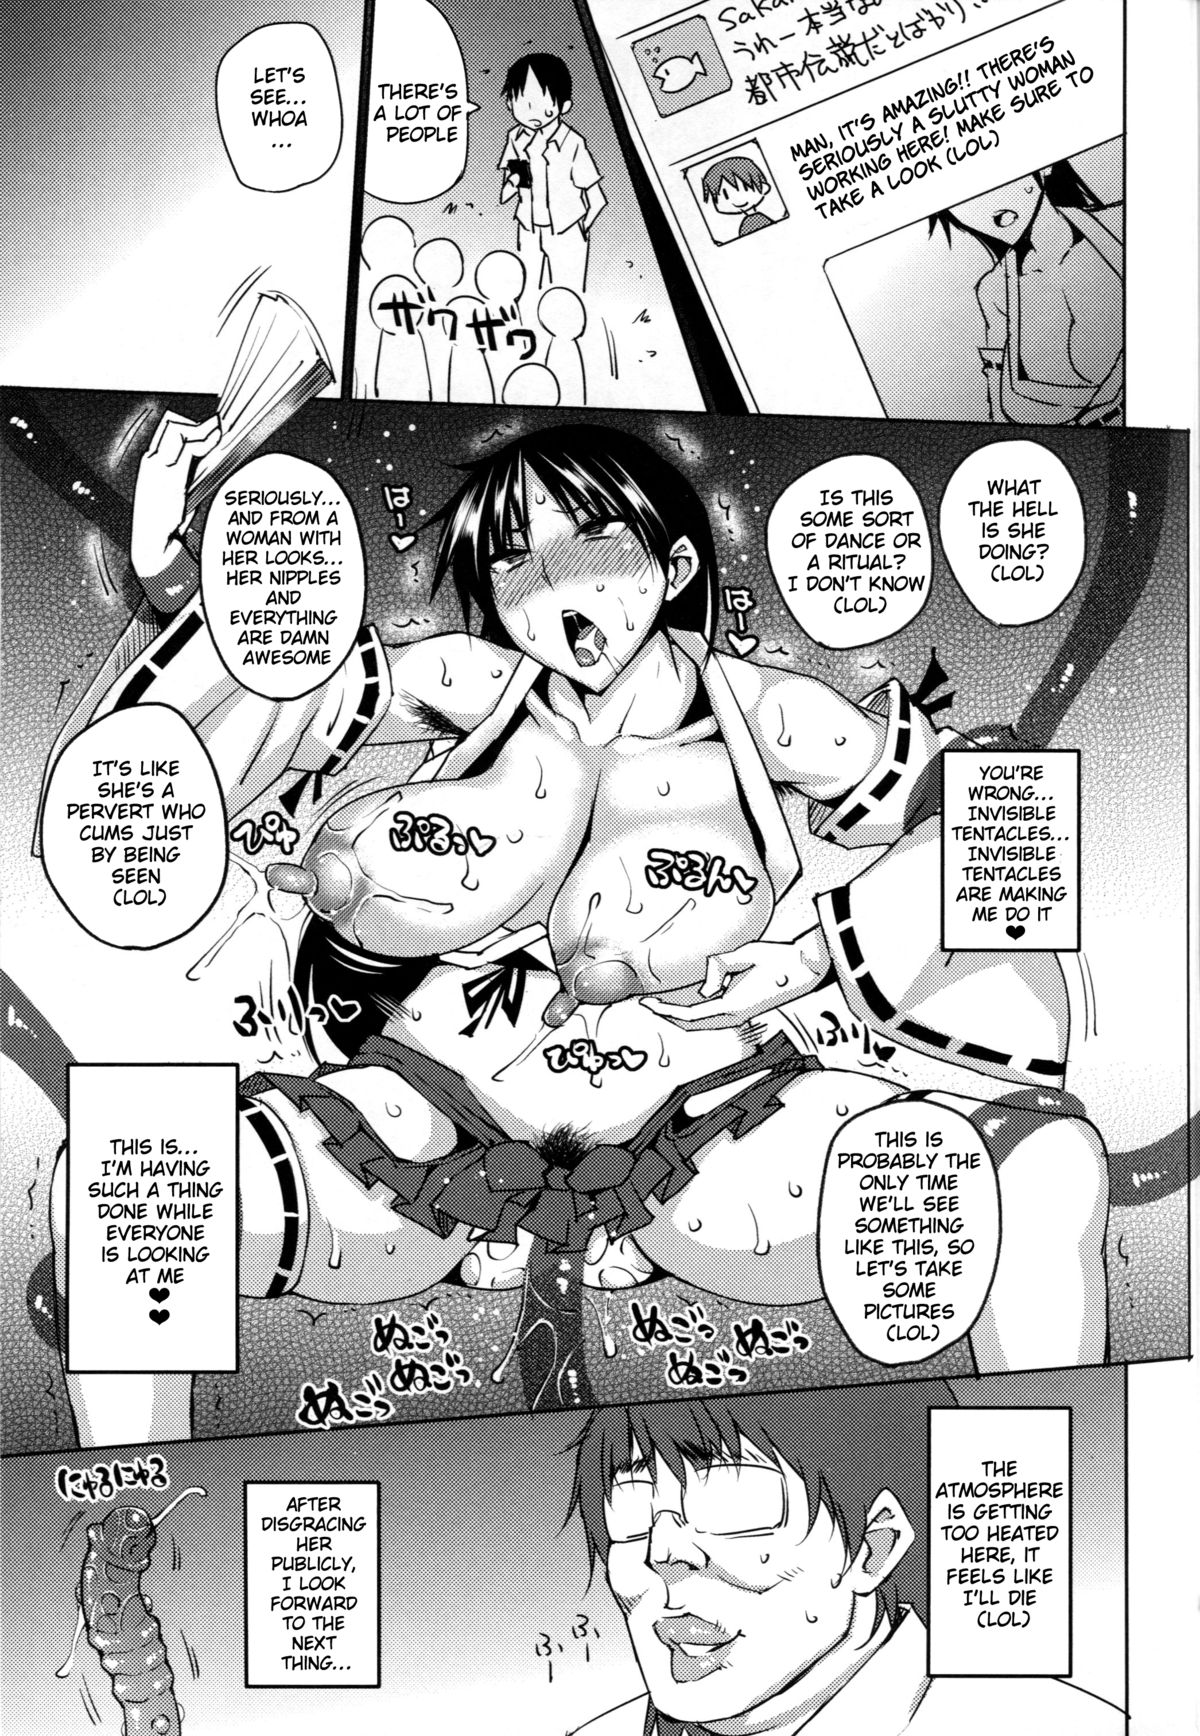 Saka
うわー本当な
都市伝説だとばかり
MAN, IT'S AMAZING!! THERE'S
SERIOUSLY A SLUTTY WOMAN
WORKING HERE! MAKE SURE TO
TAKE A LOOK (LOL)
THERE'S
A LOT OF
PEOPLE
ザワ
ザワ
LET'S
SEE...
WHOA
...
WHAT
THE HELL
IS SHE
DOING?
(LOL)
IS THIS
SOME SORT
OF DANCE OR
A RITUAL?
I DON'T KNOW
(LOL)
はー♥
はー♥
SERIOUSLY...
AND FROM A
WOMAN WITH
HER LOOKS...
HER NIPPLES
AND
EVERYTHING
ARE DAMN
AWESOME
YOU'RE
WRONG...
INVISIBLE
TENTACLES...
INVISIBLE
TENTACLES
ARE MAKING
ME DO IT
♥
IT'S LIKE
SHE'S A
PERVERT WHO
CUMS JUST
BY BEING
SEEN
(LOL)
ぴゅ
ぷるっ♥
ぷるん♥
ふりっ♥
ふりっ♥
ぴゅっ♥
THIS IS
PROBABLY THE
ONLY TIME
WE'LL SEE
SOMETHING
LIKE THIS, SO
LET'S TAKE
SOME
PICTURES
(LOL)
THIS IS...
I'M HAVING
SUCH A THING
DONE WHILE
EVERYONE
IS LOOKING
AT ME
♥
♥
ぬごっ
ぬごっ
ぬごっ
ぬごっ
ぬごっ
ぬごっ
THE
ATMOSPHERE
IS GETTING
TOO HEATED
HERE, IT
FEELS LIKE
I'LL DIE
(LOL)
ふー
ふー
AFTER
DISGRACING
HER
PUBLICLY,
I LOOK
FORWARD
TO THE
NEXT
THING...
にゅるにゅる